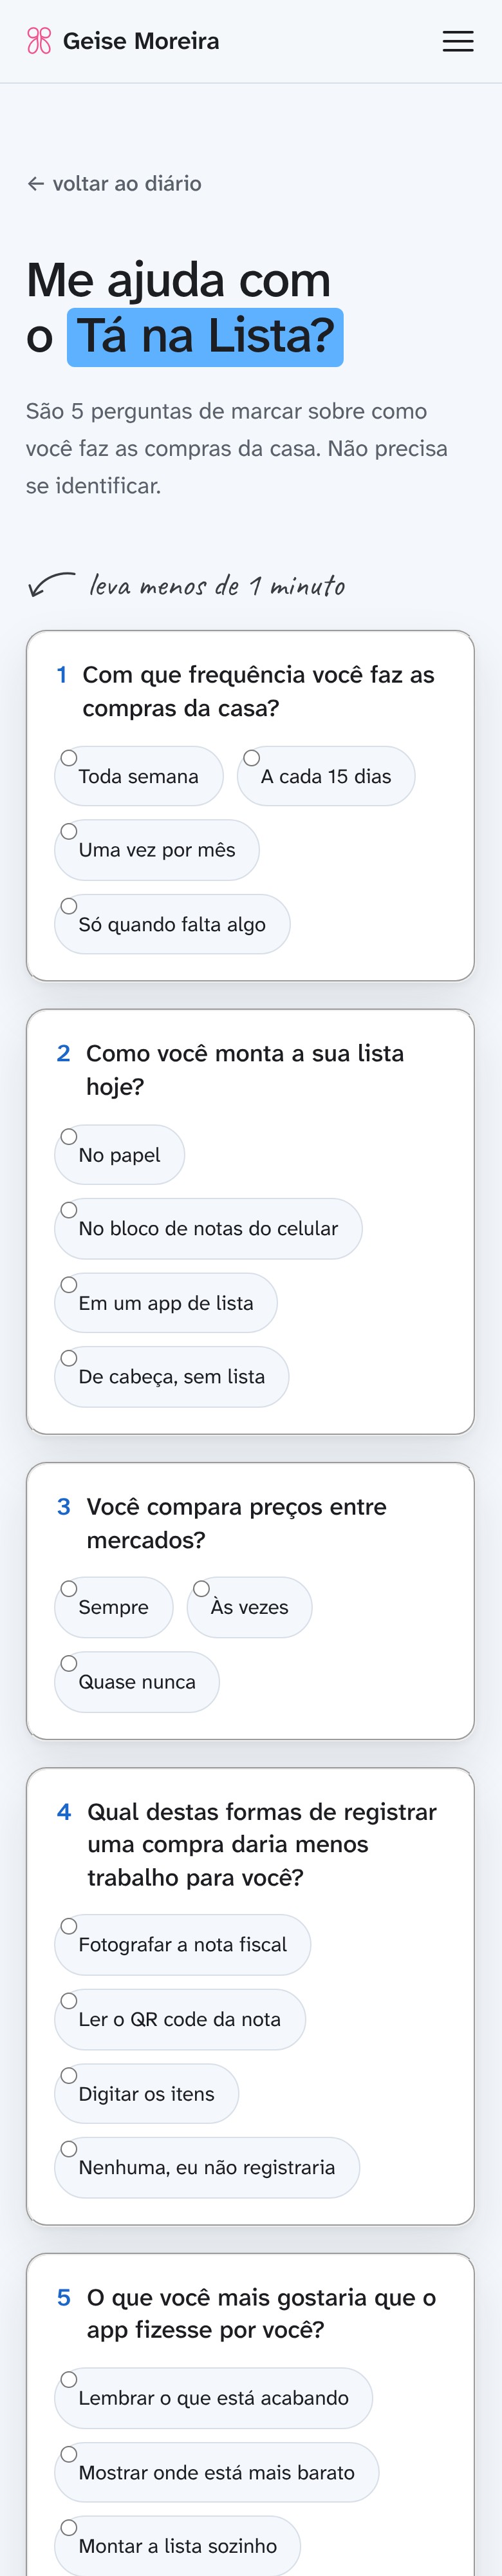 Geise Moreira
← voltar ao diário
Me ajuda com
o Tá na Lista?
São 5 perguntas de marcar sobre como
você faz as compras da casa. Não precisa
se identificar.
leva menos de 1 minuto
1 Com que frequência você faz as
compras da casa?
Toda semana
A cada 15 dias
Uma vez por mês
Só quando falta algo
2 Como você monta a sua lista
hoje?
No papel
No bloco de notas do celular
Em um app de lista
De cabeça, sem lista
3 Você compara preços entre
mercados?
Sempre
Às vezes
Quase nunca
4 Qual destas formas de registrar
uma compra daria menos
trabalho para você?
Fotografar a nota fiscal
Ler o QR code da nota
Digitar os itens
Nenhuma, eu não registraria
5 O que você mais gostaria que o
app fizesse por você?
Lembrar o que está acabando
Mostrar onde está mais barato
Montar a lista sozinho